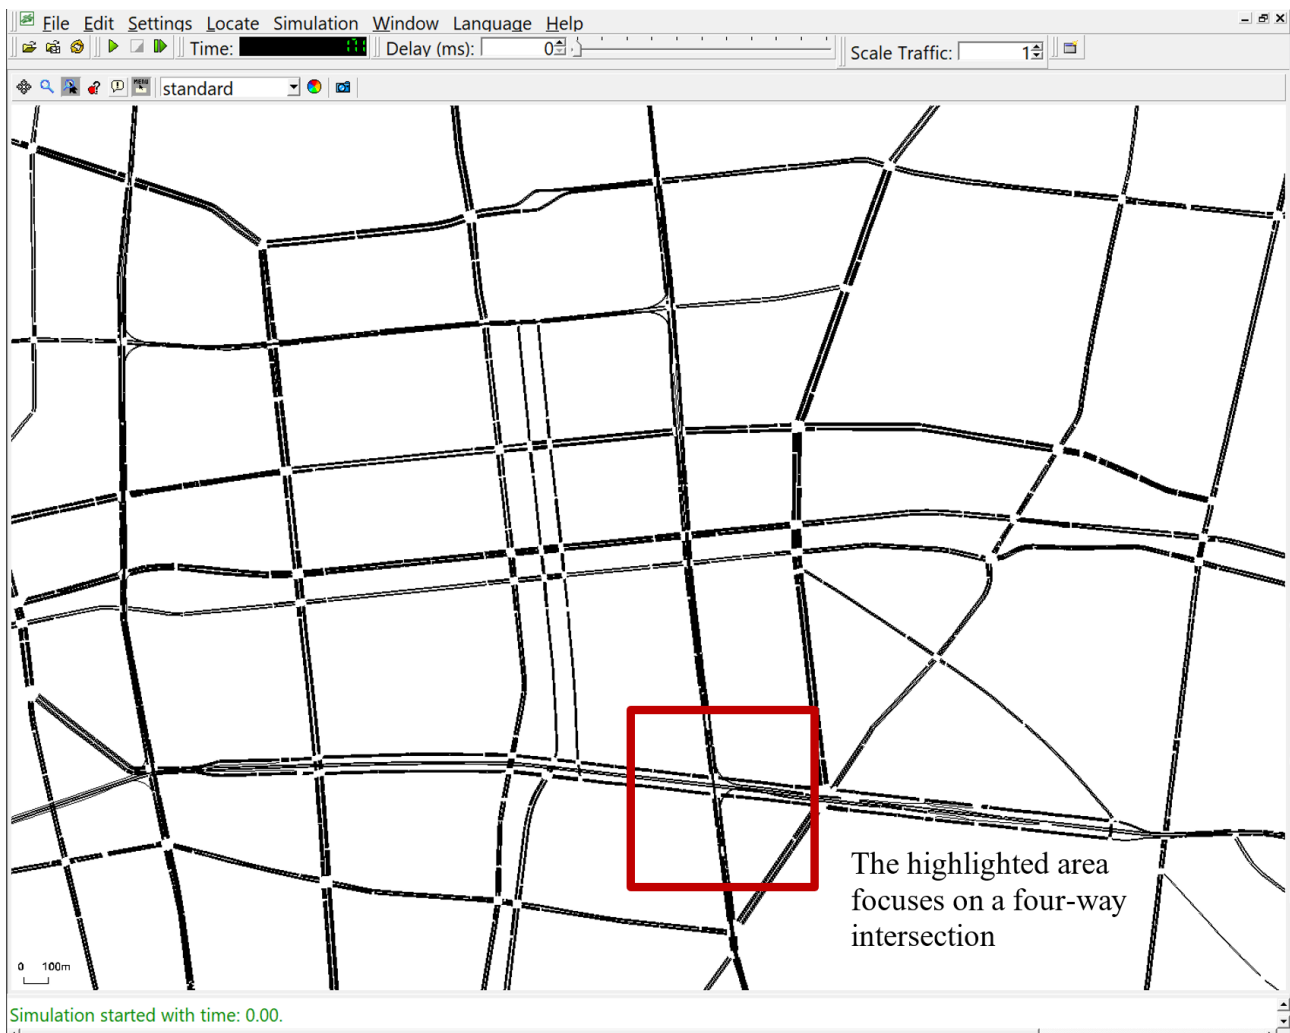 File Edit Settings Locate Simulation Window Language Help
Time: 171 Delay (ms): 0 Scale Traffic: 1
standard
The highlighted area
focuses on a four-way
intersection
0 100m
Simulation started with time: 0.00.